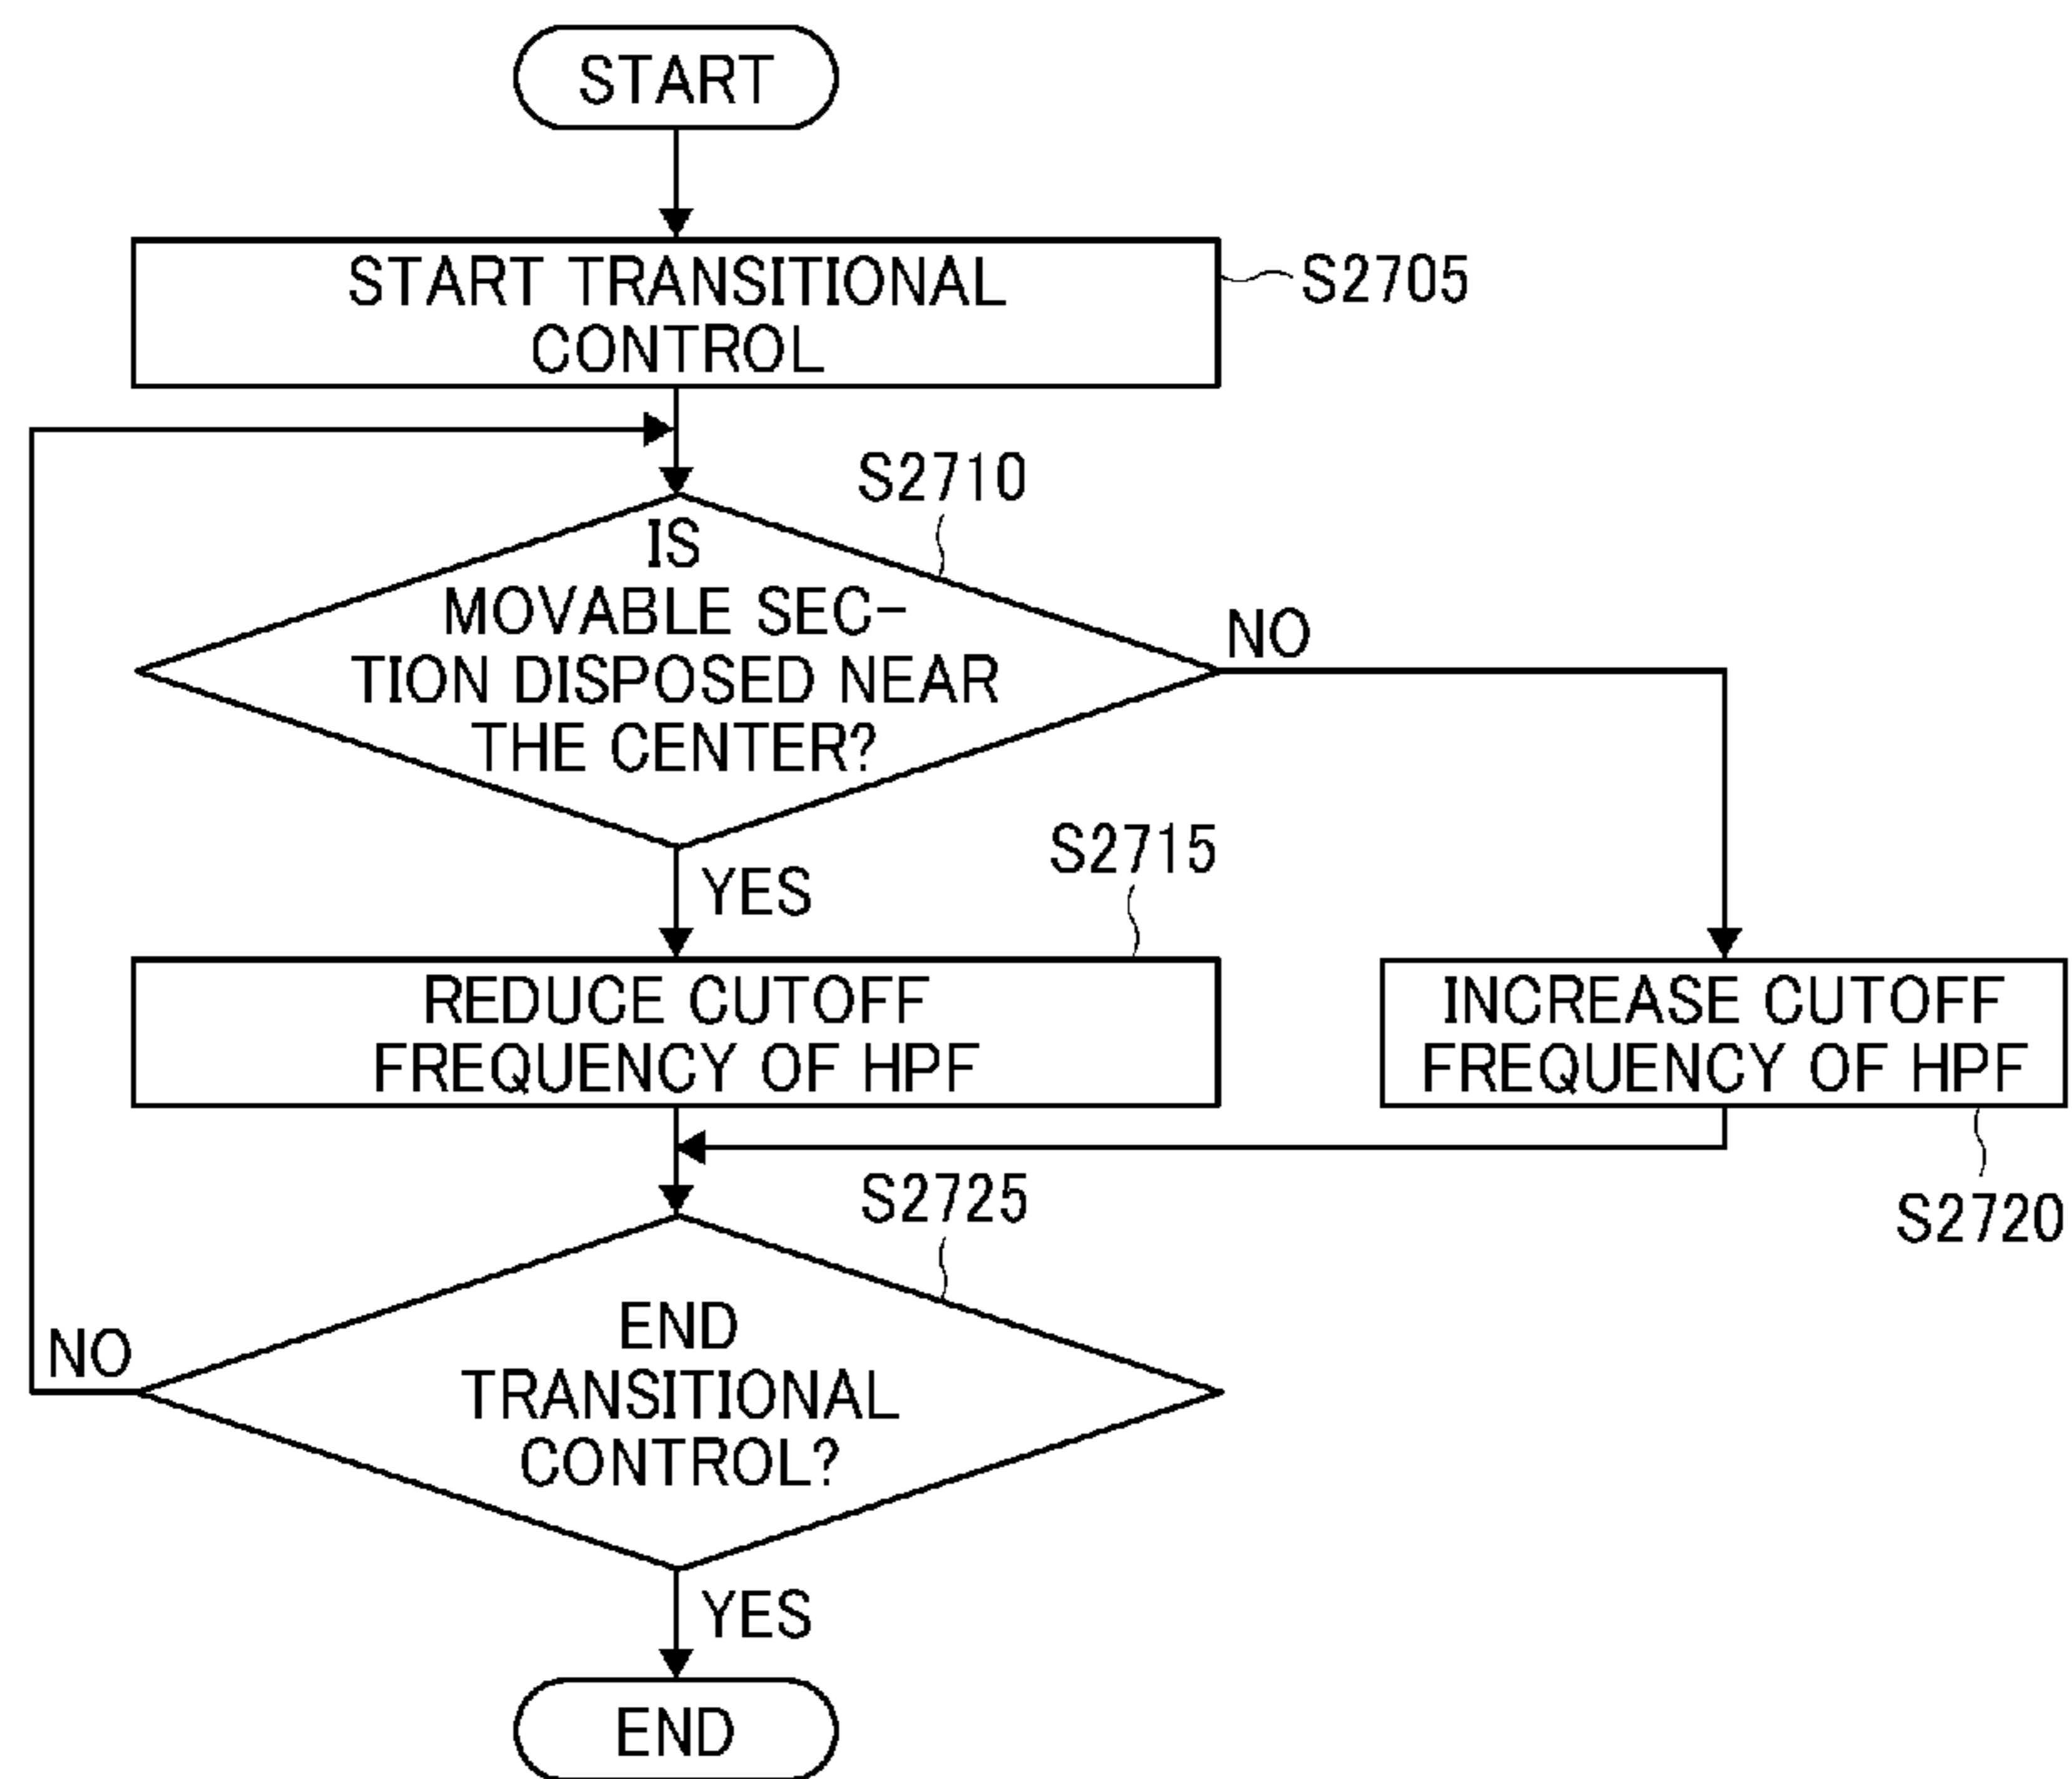 START
START TRANSITIONAL
CONTROL
S2705
S2710
IS
MOVABLE SEC-
TION DISPOSED NEAR
THE CENTER?
NO
YES
S2715
REDUCE CUTOFF
FREQUENCY OF HPF
INCREASE CUTOFF
FREQUENCY OF HPF
S2720
S2725
END
TRANSITIONAL
CONTROL?
NO
YES
END